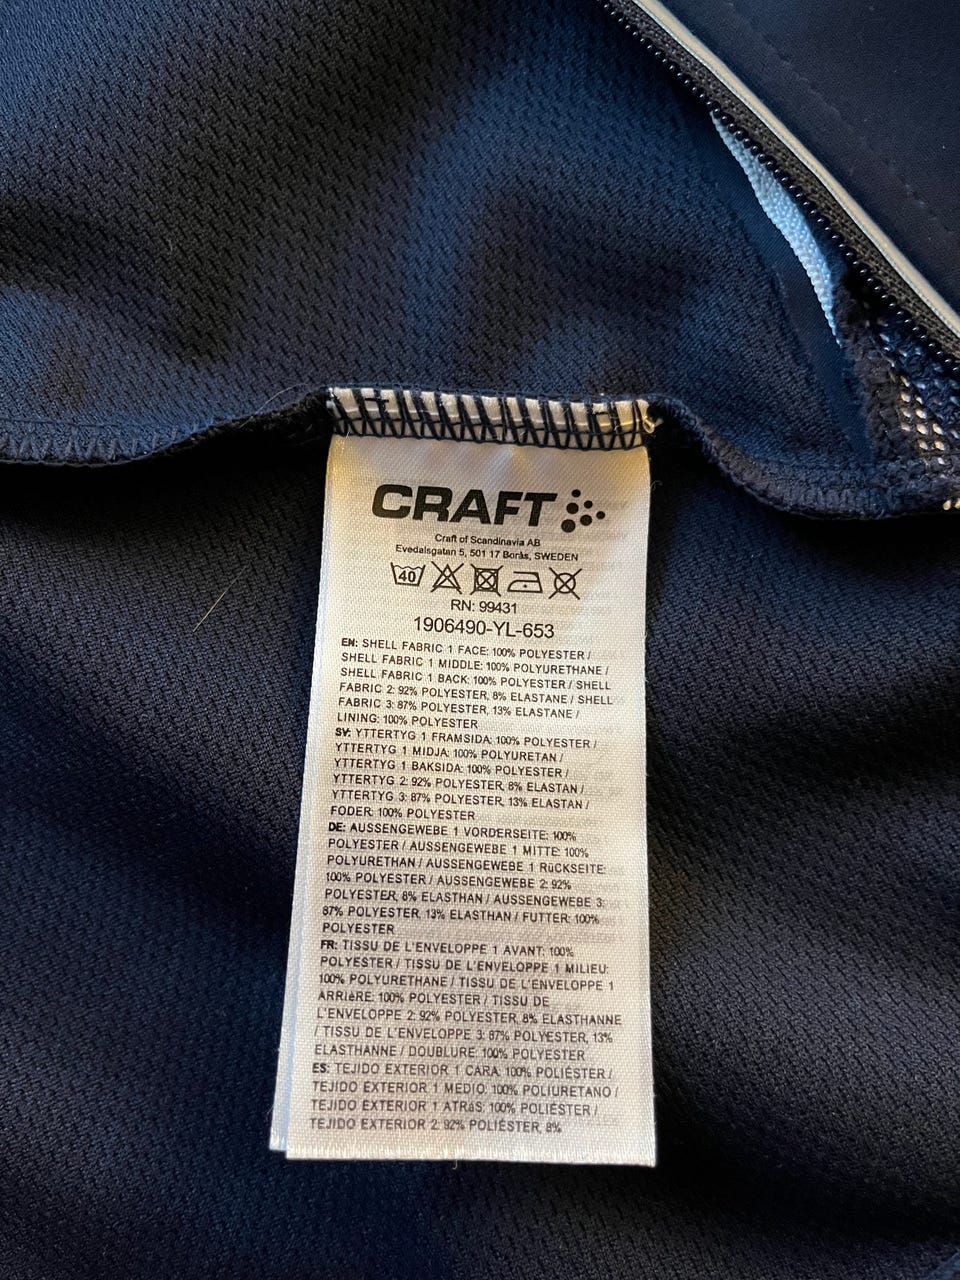 CRAFT
Craft of Scandinavia AB
Evedalsgatan 5, 501 17 Borås, SWEDEN
40
RN: 99431
1906490-YL-653
EN: SHELL FABRIC 1 FACE: 100% POLYESTER /
SHELL FABRIC 1 MIDDLE: 100% POLYURETHANE /
SHELL FABRIC 1 BACK: 100% POLYESTER / SHELL
FABRIC 2: 92% POLYESTER, 8% ELASTANE / SHELL
FABRIC 3: 87% POLYESTER, 13% ELASTANE /
LINING: 100% POLYESTER
SV: YTTERTYG 1 FRAMSIDA: 100% POLYESTER /
YTTERTYG 1 MIDJA: 100% POLYURETAN /
YTTERTYG 1 BAKSIDA: 100% POLYESTER /
YTTERTYG 2: 92% POLYESTER, 8% ELASTAN /
YTTERTYG 3: 87% POLYESTER, 13% ELASTAN /
FODER: 100% POLYESTER
DE: AUSSENGEWEBE 1 VORDERSEITE: 100%
POLYESTER / AUSSENGEWEBE 1 MITTE: 100%
POLYURETHAN / AUSSENGEWEBE 1 RüCKSEITE:
100% POLYESTER / AUSSENGEWEBE 2: 92%
POLYESTER, 8% ELASTHAN / AUSSENGEWEBE 3:
87% POLYESTER, 13% ELASTHAN / FUTTER: 100%
POLYESTER
FR: TISSU DE L'ENVELOPPE 1 AVANT: 100%
POLYESTER / TISSU DE L'ENVELOPPE 1 MILIEU:
100% POLYURETHANE / TISSU DE L'ENVELOPPE 1
ARRIèRE: 100% POLYESTER / TISSU DE
L'ENVELOPPE 2: 92% POLYESTER, 8% ELASTHANNE
/ TISSU DE L'ENVELOPPE 3: 87% POLYESTER, 13%
ELASTHANNE / DOUBLURE: 100% POLYESTER
ES: TEJIDO EXTERIOR 1 CARA: 100% POLIéSTER /
TEJIDO EXTERIOR 1 MEDIO: 100% POLIURETANO /
TEJIDO EXTERIOR 1 ATRáS: 100% POLIéSTER /
TEJIDO EXTERIOR 2: 92% POLIéSTER, 8%